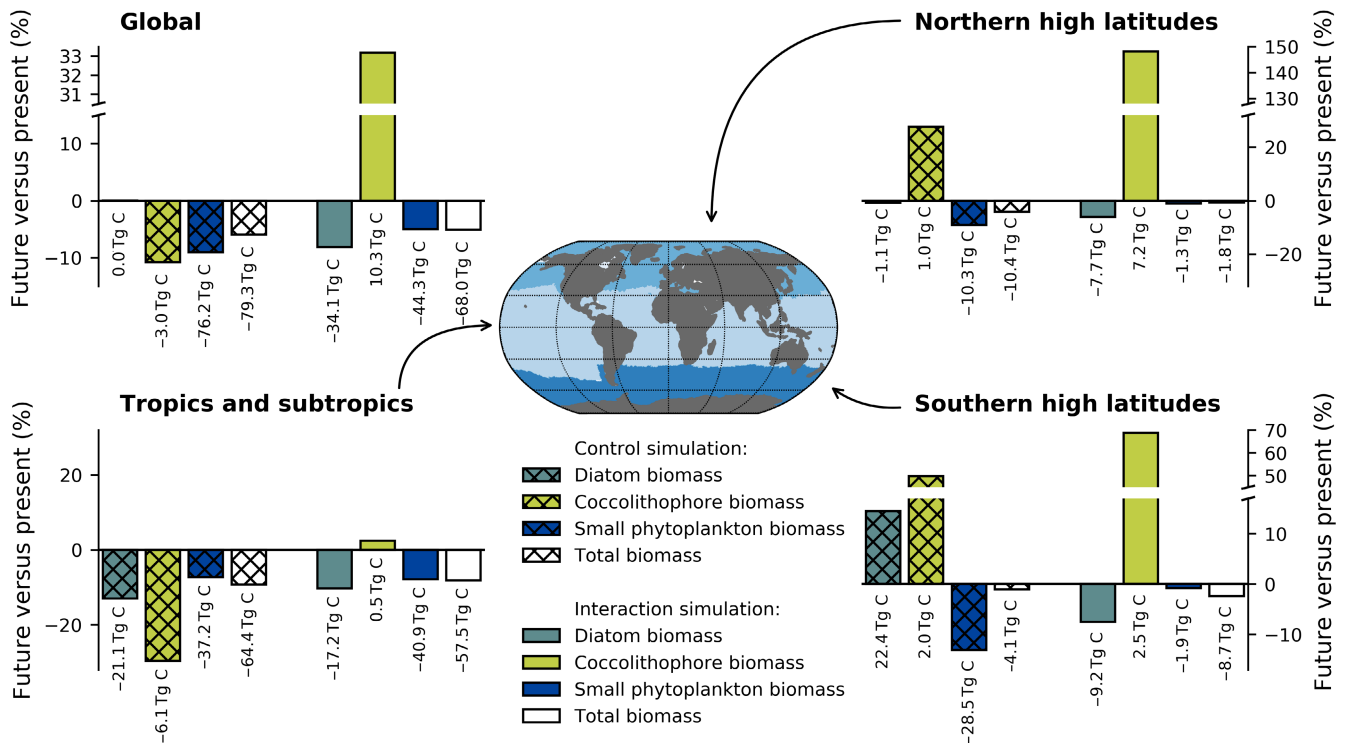 Global
Future versus present (%)
33
32
31
10
0
−10
0.0 Tg C
−3.0 Tg C
−76.2 Tg C
−79.3 Tg C
−34.1 Tg C
10.3 Tg C
−44.3 Tg C
−68.0 Tg C
Northern high latitudes
Future versus present (%)
150
140
130
20
0
−20
−1.1 Tg C
1.0 Tg C
−10.3 Tg C
−10.4 Tg C
−7.7 Tg C
7.2 Tg C
−1.3 Tg C
−1.8 Tg C
Tropics and subtropics
Future versus present (%)
20
0
−20
−21.1 Tg C
−6.1 Tg C
−37.2 Tg C
−64.4 Tg C
−17.2 Tg C
0.5 Tg C
−40.9 Tg C
−57.5 Tg C
Control simulation:
Diatom biomass
Coccolithophore biomass
Small phytoplankton biomass
Total biomass
Interaction simulation:
Diatom biomass
Coccolithophore biomass
Small phytoplankton biomass
Total biomass
Southern high latitudes
Future versus present (%)
70
60
50
10
0
−10
22.4 Tg C
2.0 Tg C
−28.5 Tg C
−4.1 Tg C
−9.2 Tg C
2.5 Tg C
−1.9 Tg C
−8.7 Tg C